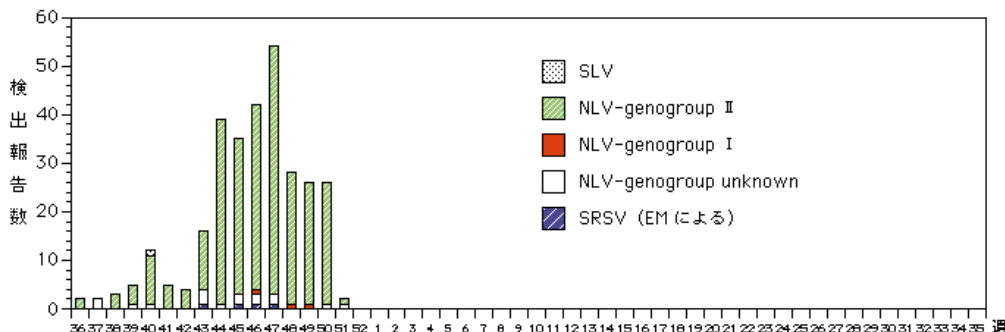 60
50
40
30
20
10
0
検出報告数
SLV
NLV-genogroup Ⅱ
NLV-genogroup Ⅰ
NLV-genogroup unknown
SRSV (EMによる)
36 37 38 39 40 41 42 43 44 45 46 47 48 49 50 51 52 1 2 3 4 5 6 7 8 9 10 11 12 13 14 15 16 17 18 19 20 21 22 23 24 25 26 27 28 29 30 31 32 33 34 35 週